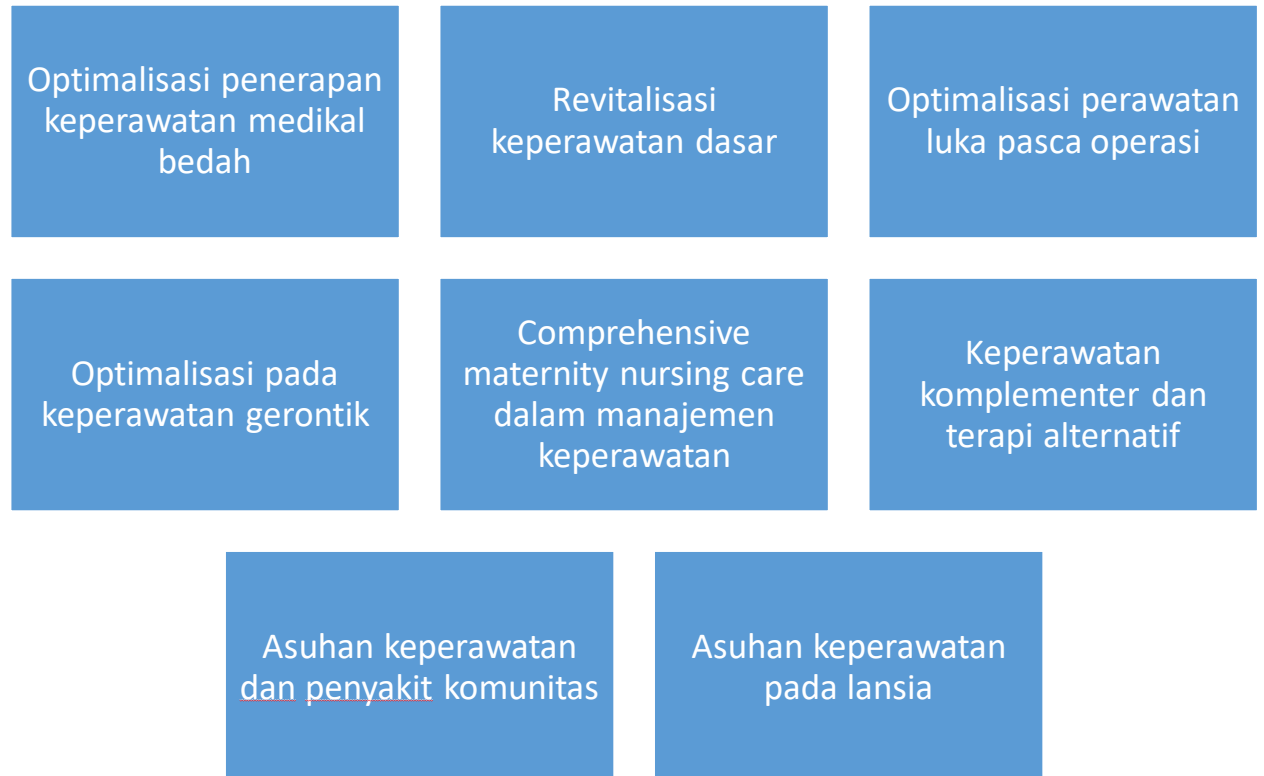 Optimalisasi penerapan
keperawatan medikal
bedah
Revitalisasi
keperawatan dasar
Optimalisasi perawatan
luka pasca operasi
Optimalisasi pada
keperawatan gerontik
Comprehensive
maternity nursing care
dalam manajemen
keperawatan
Keperawatan
komplementer dan
terapi alternatif
Asuhan keperawatan
dan penyakit komunitas
Asuhan keperawatan
pada lansia